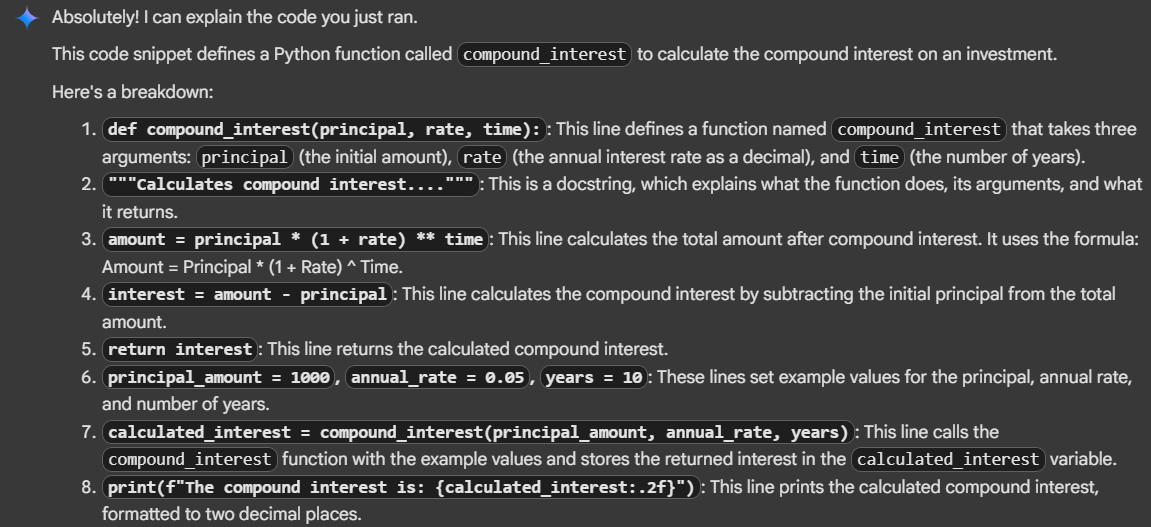 Absolutely! I can explain the code you just ran.
This code snippet defines a Python function called compound_interest to calculate the compound interest on an investment.
Here's a breakdown:
1. def compound_interest(principal, rate, time): : This line defines a function named compound_interest that takes three
arguments: principal (the initial amount), rate (the annual interest rate as a decimal), and time (the number of years).
2. """Calculates compound interest....""" : This is a docstring, which explains what the function does, its arguments, and what
it returns.
3. amount = principal * (1 + rate) ** time : This line calculates the total amount after compound interest. It uses the formula:
Amount = Principal * (1 + Rate) ^ Time.
4. interest = amount - principal : This line calculates the compound interest by subtracting the initial principal from the total
amount.
5. return interest : This line returns the calculated compound interest.
6. principal_amount = 1000 , annual_rate = 0.05 , years = 10 : These lines set example values for the principal, annual rate,
and number of years.
7. calculated_interest = compound_interest(principal_amount, annual_rate, years) : This line calls the
compound_interest function with the example values and stores the returned interest in the calculated_interest variable.
8. print(f"The compound interest is: {calculated_interest:.2f}") : This line prints the calculated compound interest,
formatted to two decimal places.